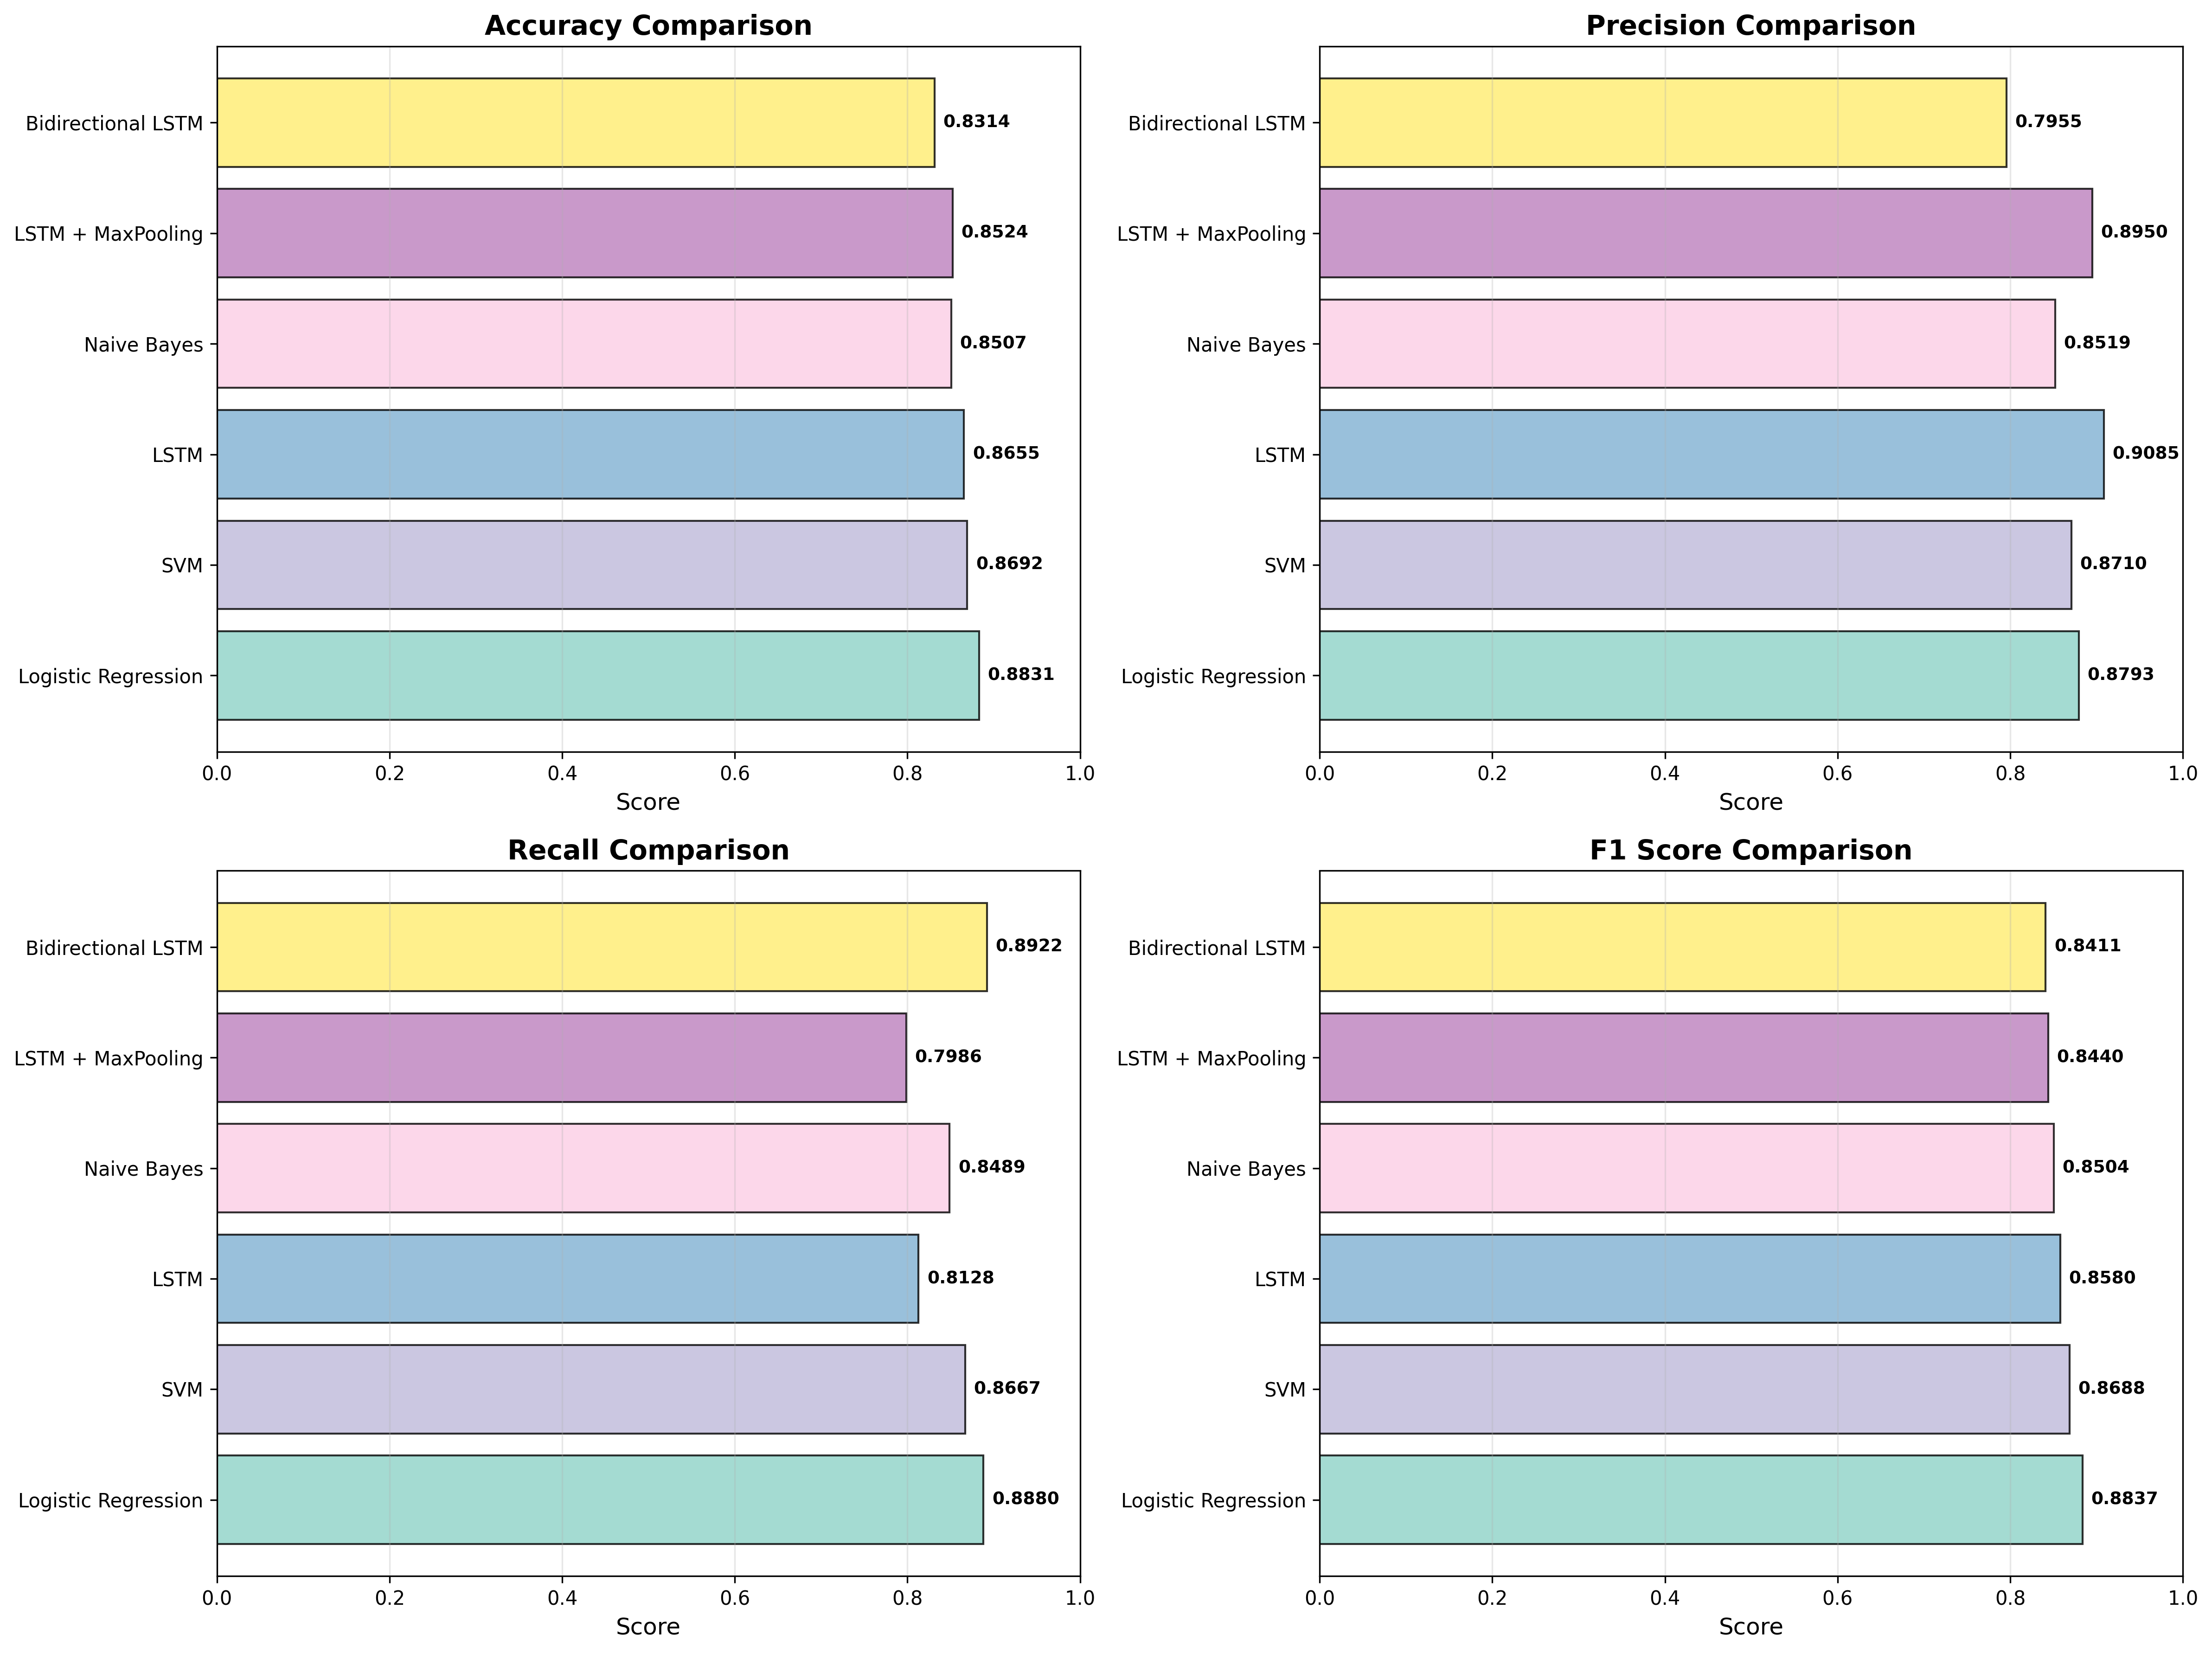 Accuracy Comparison
Bidirectional LSTM
0.8314
LSTM + MaxPooling
0.8524
Naive Bayes
0.8507
LSTM
0.8655
SVM
0.8692
Logistic Regression
0.8831
0.0 0.2 0.4 0.6 0.8 1.0
Score
Precision Comparison
Bidirectional LSTM
0.7955
LSTM + MaxPooling
0.8950
Naive Bayes
0.8519
LSTM
0.9085
SVM
0.8710
Logistic Regression
0.8793
0.0 0.2 0.4 0.6 0.8 1.0
Score
Recall Comparison
Bidirectional LSTM
0.8922
LSTM + MaxPooling
0.7986
Naive Bayes
0.8489
LSTM
0.8128
SVM
0.8667
Logistic Regression
0.8880
0.0 0.2 0.4 0.6 0.8 1.0
Score
F1 Score Comparison
Bidirectional LSTM
0.8411
LSTM + MaxPooling
0.8440
Naive Bayes
0.8504
LSTM
0.8580
SVM
0.8688
Logistic Regression
0.8837
0.0 0.2 0.4 0.6 0.8 1.0
Score